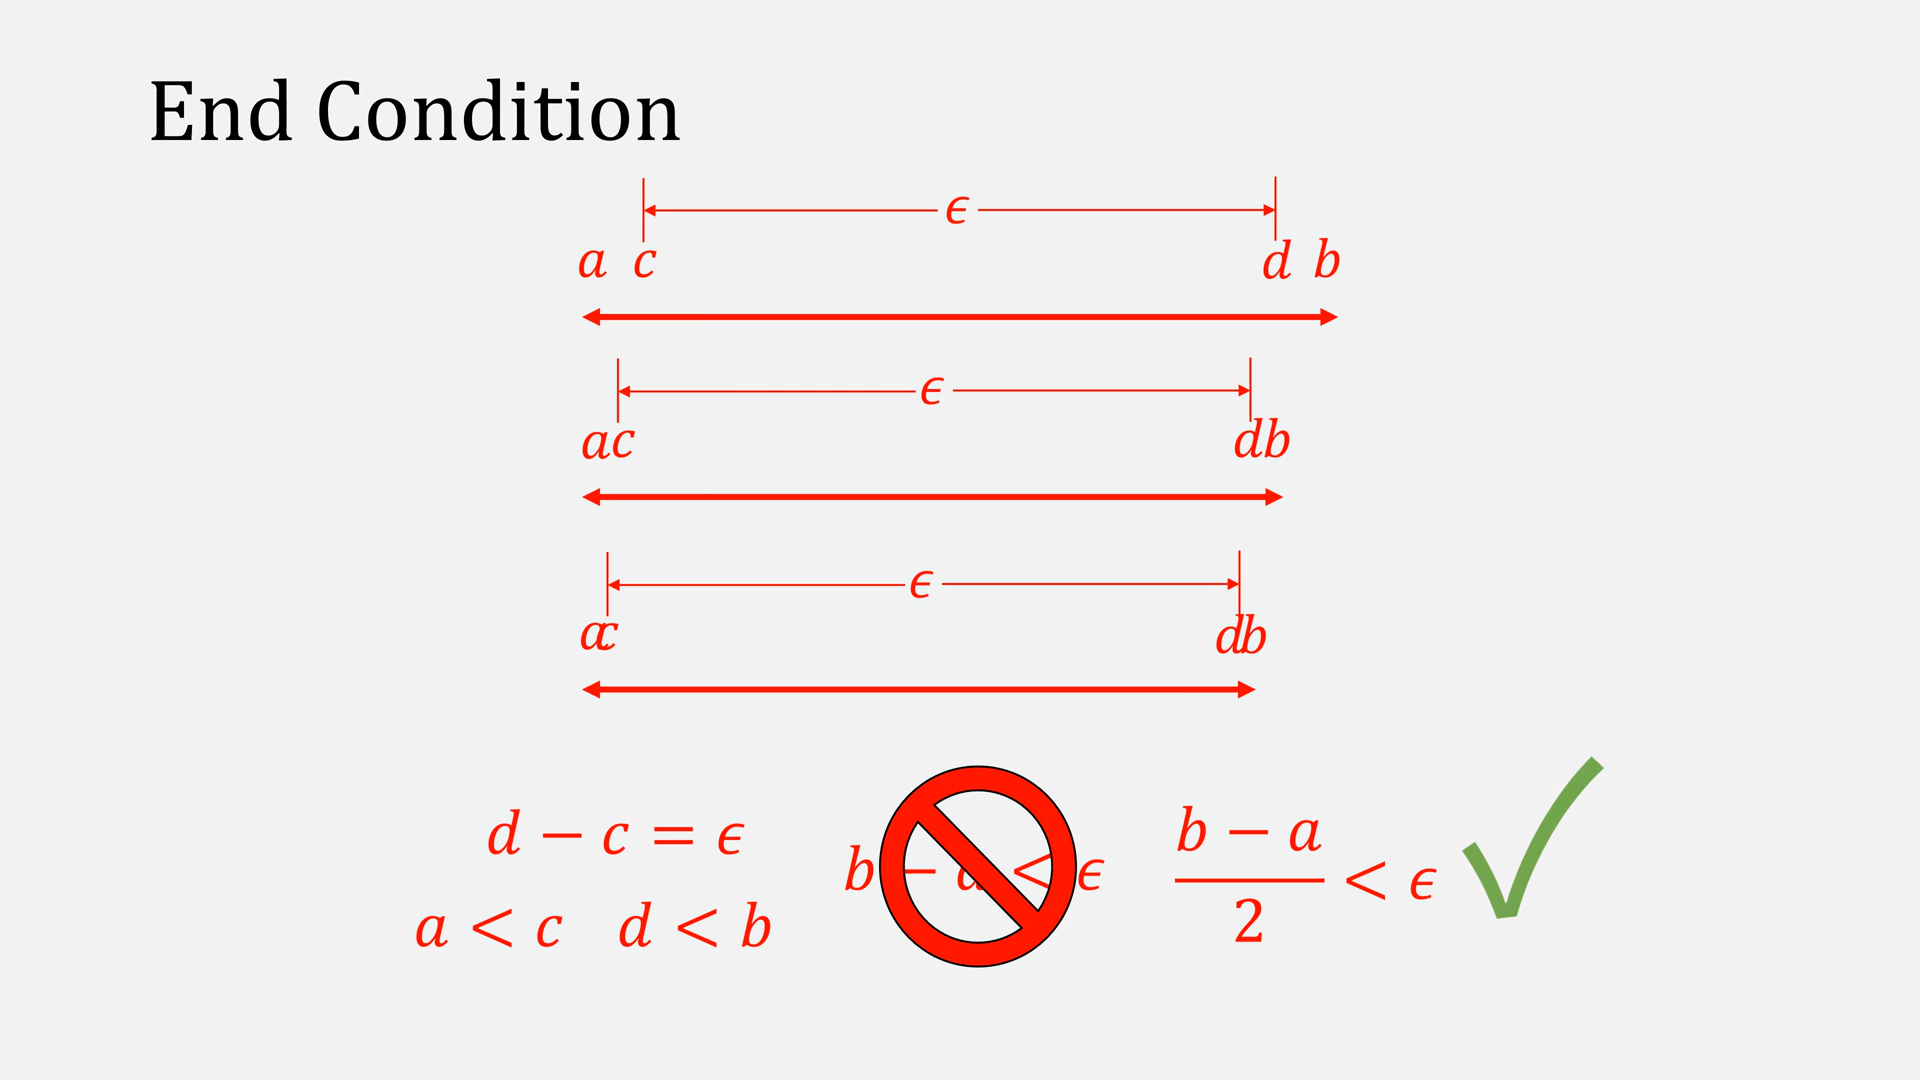 End Condition
ϵ
a c d b
ϵ
ac db
ϵ
ac db
d − c = ϵ
a < c d < b
b − a < ϵ
b − a
2
< ϵ